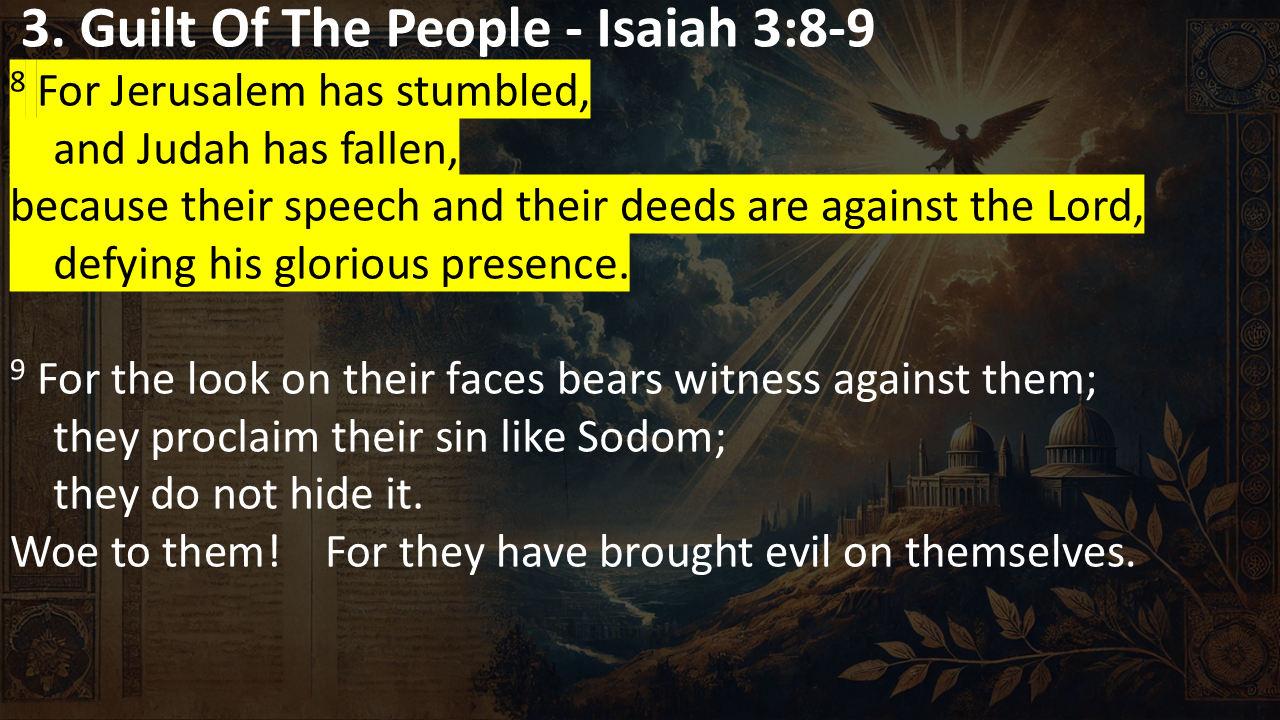 3. Guilt Of The People - Isaiah 3:8-9
⁸ For Jerusalem has stumbled,
and Judah has fallen,
because their speech and their deeds are against the Lord,
defying his glorious presence.
⁹ For the look on their faces bears witness against them;
they proclaim their sin like Sodom;
they do not hide it.
Woe to them! For they have brought evil on themselves.